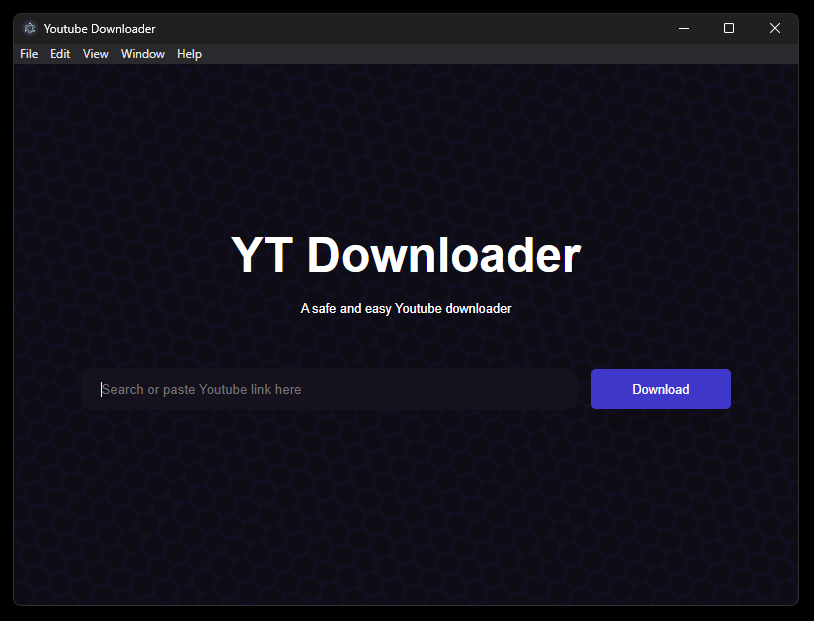 Youtube Downloader
File Edit View Window Help
YT Downloader
A safe and easy Youtube downloader
Search or paste Youtube link here
Download